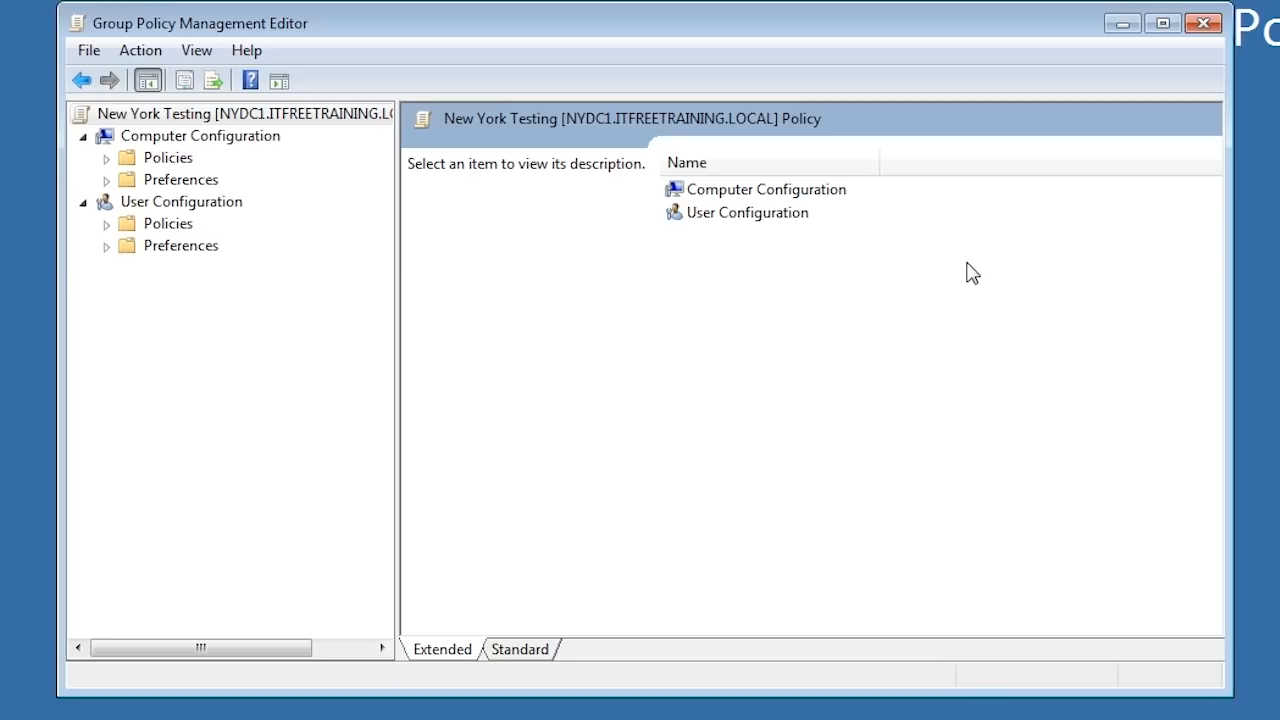 Group Policy Management Editor
File Action View Help
New York Testing [NYDC1.ITFREETRAINING.LO
Computer Configuration
Policies
Preferences
User Configuration
Policies
Preferences
New York Testing [NYDC1.ITFREETRAINING.LOCAL] Policy
Select an item to view its description.
Name
Computer Configuration
User Configuration
Extended Standard
Po